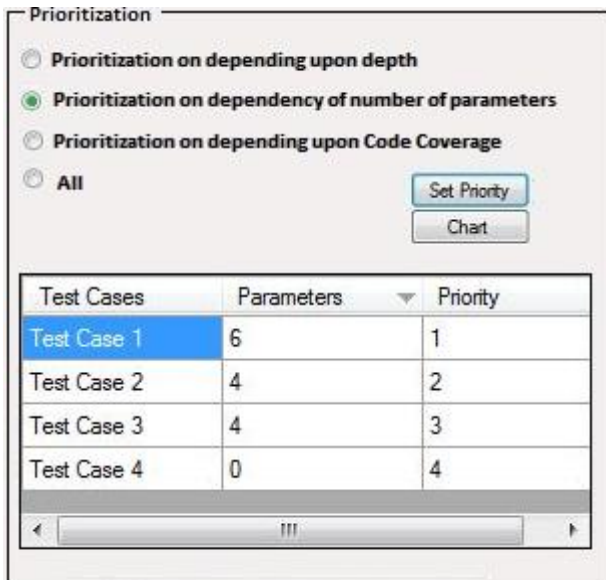 Prioritization
Prioritization on depending upon depth
Prioritization on dependency of number of parameters
Prioritization on depending upon Code Coverage
All
Set Priority
Chart
Test Cases Parameters Priority
Test Case 1 6 1
Test Case 2 4 2
Test Case 3 4 3
Test Case 4 0 4